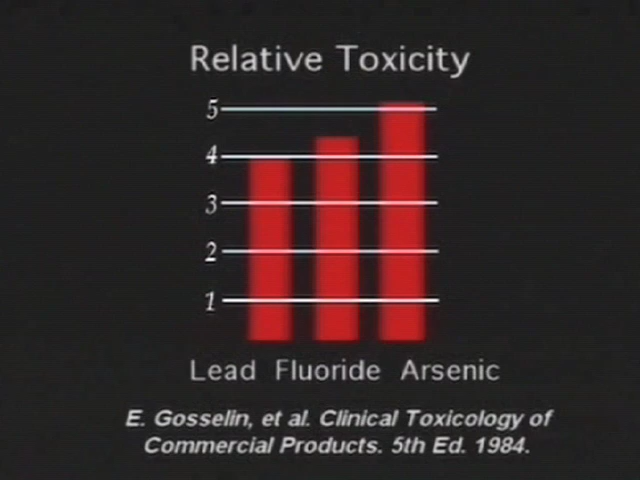 Relative Toxicity
5
4
3
2
1
Lead Fluoride Arsenic
E. Gosselin, et al. Clinical Toxicology of
Commercial Products. 5th Ed. 1984.